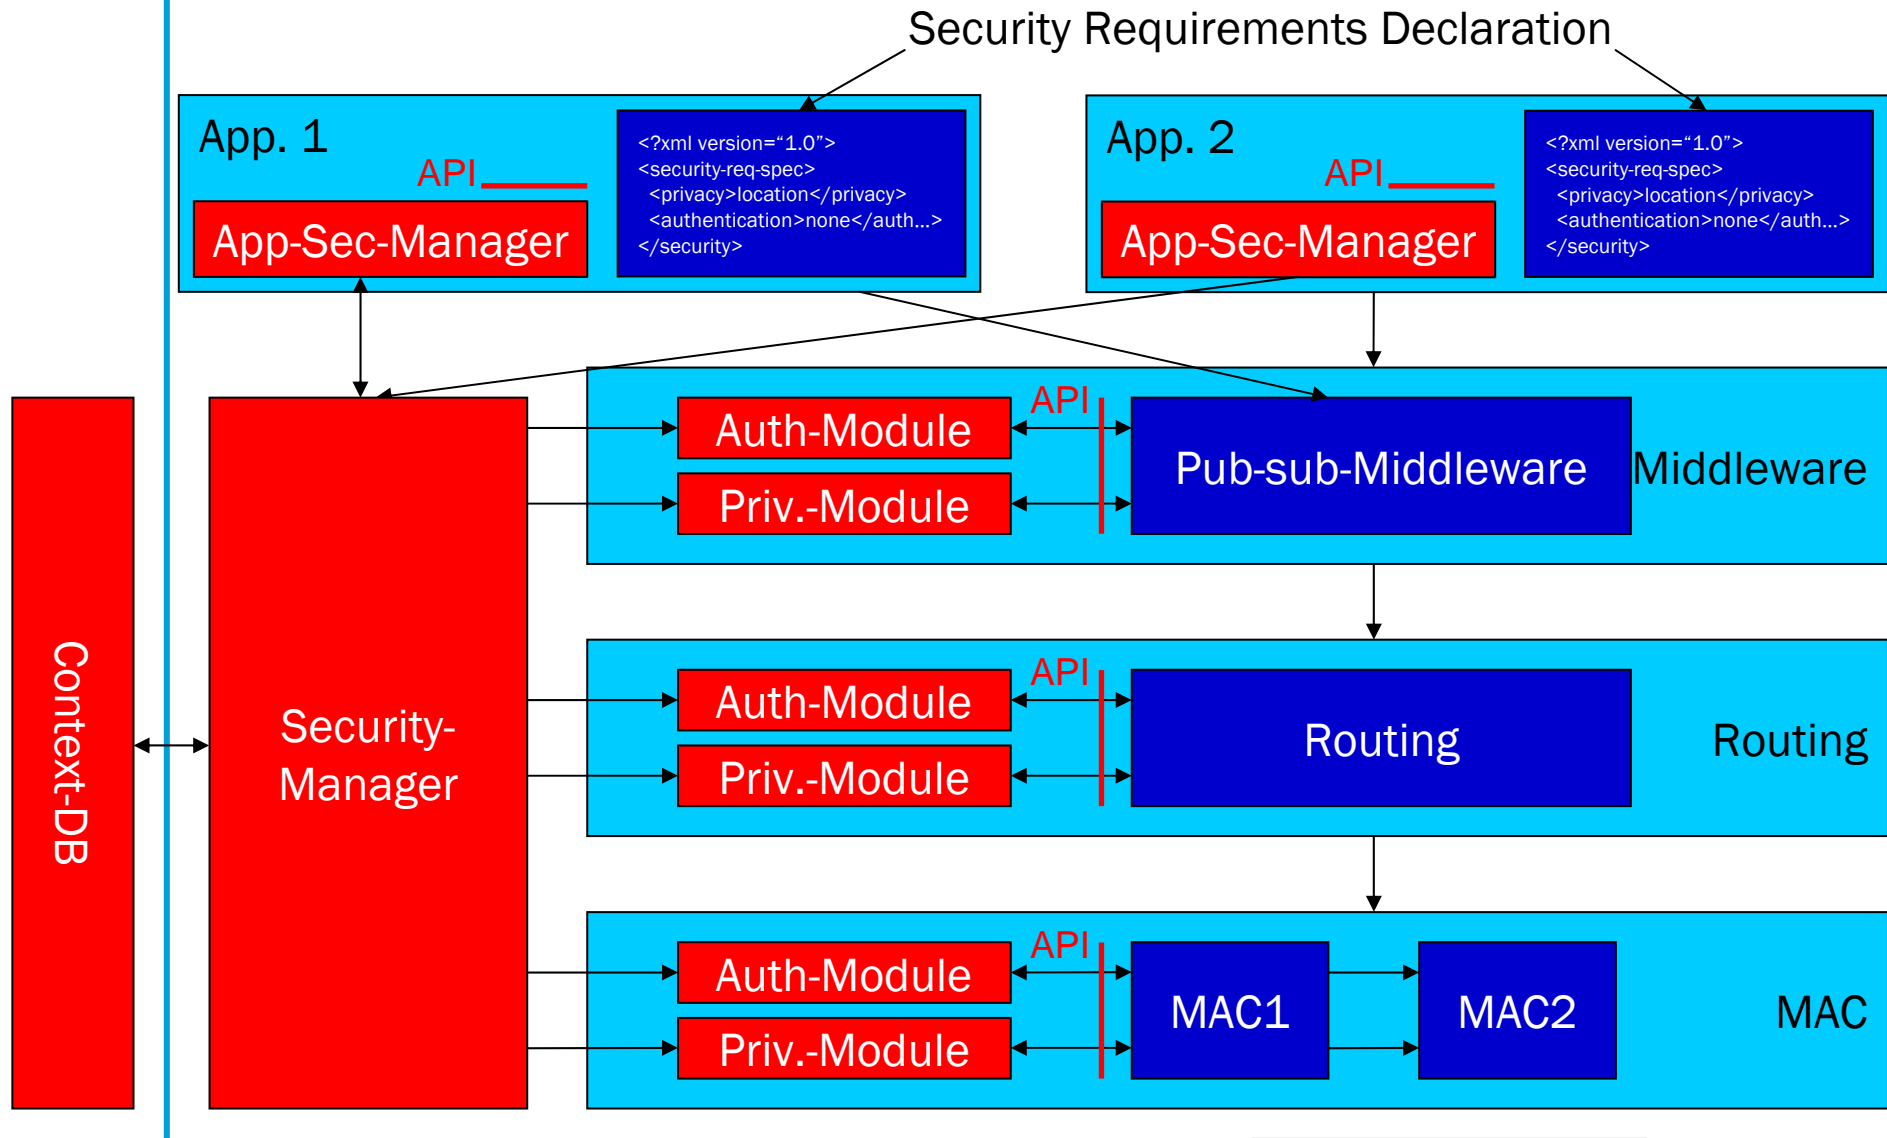 Security Requirements Declaration
App. 1
API
App-Sec-Manager
<?xml version=“1.0”>
<security-req-spec>
<privacy>location</privacy>
<authentication>none</auth...>
</security>
App. 2
API
App-Sec-Manager
<?xml version=“1.0”>
<security-req-spec>
<privacy>location</privacy>
<authentication>none</auth...>
</security>
Context-DB
Security-
Manager
Auth-Module
Priv.-Module
API
Pub-sub-Middleware
Middleware
Auth-Module
Priv.-Module
API
Routing
Routing
Auth-Module
Priv.-Module
API
MAC1
MAC2
MAC